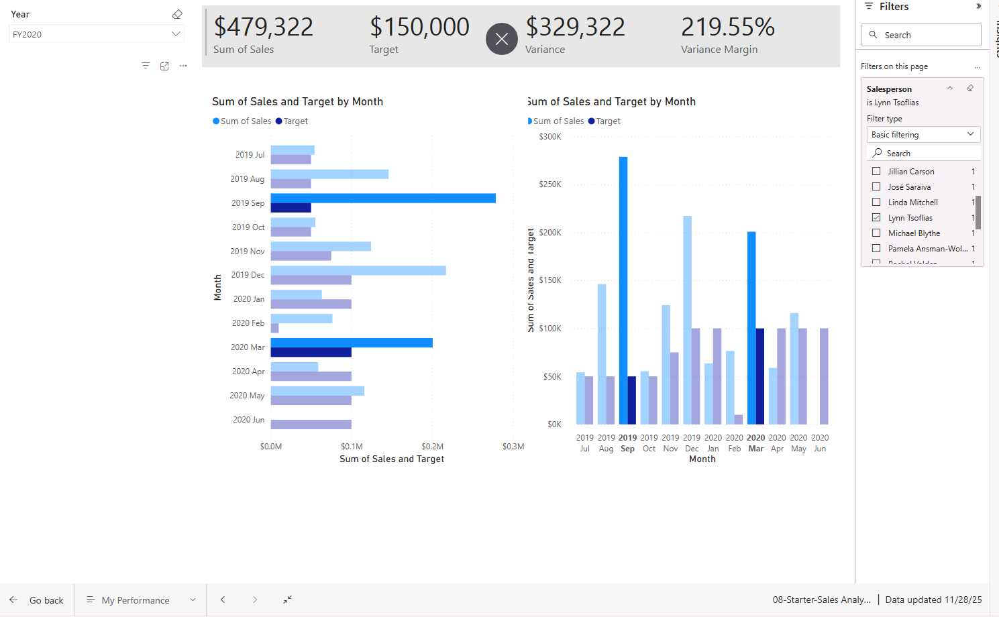 Year
FY2020
$479,322
Sum of Sales
$150,000
Target
$329,322
Variance
219.55%
Variance Margin
Sum of Sales and Target by Month
Sum of Sales
Target
2019 Jul
2019 Aug
2019 Sep
2019 Oct
2019 Nov
2019 Dec
2020 Jan
2020 Feb
2020 Mar
2020 Apr
2020 May
2020 Jun
Month
$0.0M
$0.1M
$0.2M
$0.3M
Sum of Sales and Target
Sum of Sales and Target by Month
Sum of Sales
Target
$300K
$250K
$200K
$150K
$100K
$50K
$0K
Sum of Sales and Target
2019 Jul
2019 Aug
2019 Sep
2019 Oct
2019 Nov
2019 Dec
2020 Jan
2020 Feb
2020 Mar
2020 Apr
2020 May
2020 Jun
Month
Filters
Search
Filters on this page
...
Salesperson
is Lynn Tsoflias
Filter type
Basic filtering
Search
Jillian Carson 1
José Saraiva 1
Linda Mitchell 1
Lynn Tsoflias 1
Michael Blythe 1
Pamela Ansman-Wol... 1
Go back
My Performance
08-Starter-Sales Analy... | Data updated 11/28/25